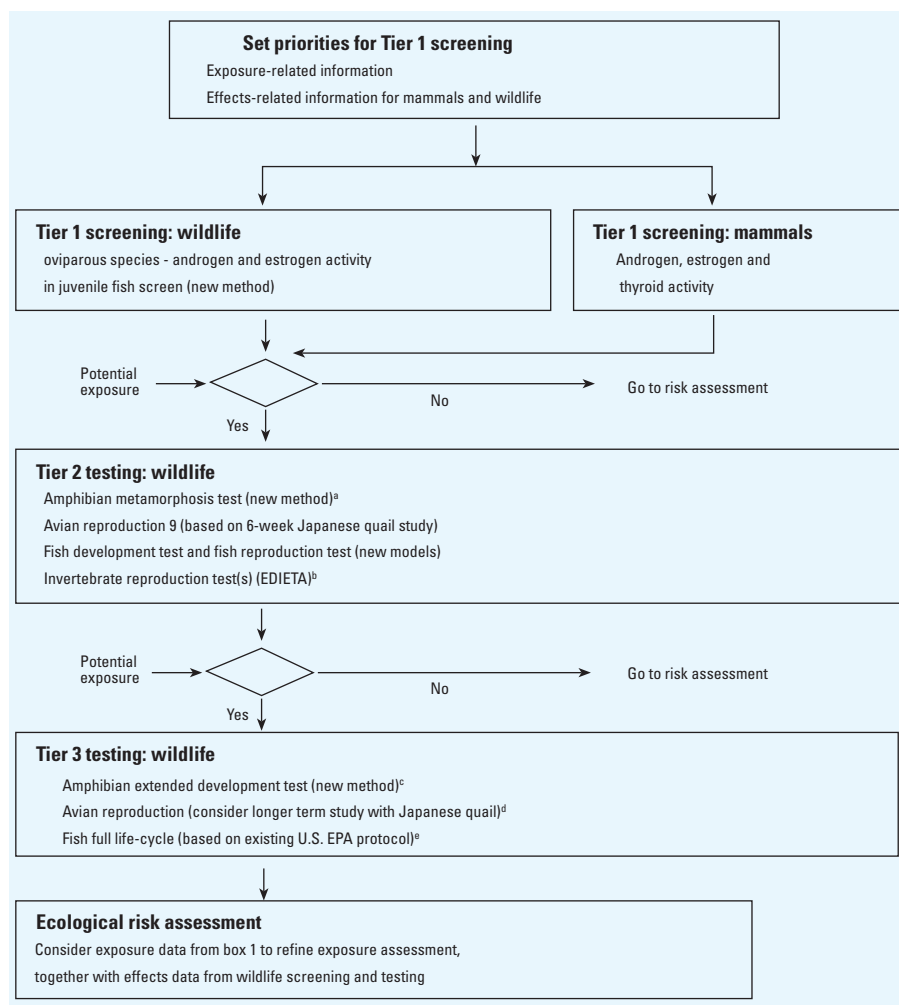 Set priorities for Tier 1 screening
Exposure-related information
Effects-related information for mammals and wildlife
Tier 1 screening: wildlife
oviparous species - androgen and estrogen activity
in juvenile fish screen (new method)
Tier 1 screening: mammals
Androgen, estrogen and
thyroid activity
Potential
exposure
No
Go to risk assessment
Yes
Tier 2 testing: wildlife
Amphibian metamorphosis test (new method)ᵃ
Avian reproduction 9 (based on 6-week Japanese quail study)
Fish development test and fish reproduction test (new models)
Invertebrate reproduction test(s) (EDIETA)ᵇ
Potential
exposure
No
Go to risk assessment
Yes
Tier 3 testing: wildlife
Amphibian extended development test (new method)ᶜ
Avian reproduction (consider longer term study with Japanese quail)ᵈ
Fish full life-cycle (based on existing U.S. EPA protocol)ᵉ
Ecological risk assessment
Consider exposure data from box 1 to refine exposure assessment,
together with effects data from wildlife screening and testing